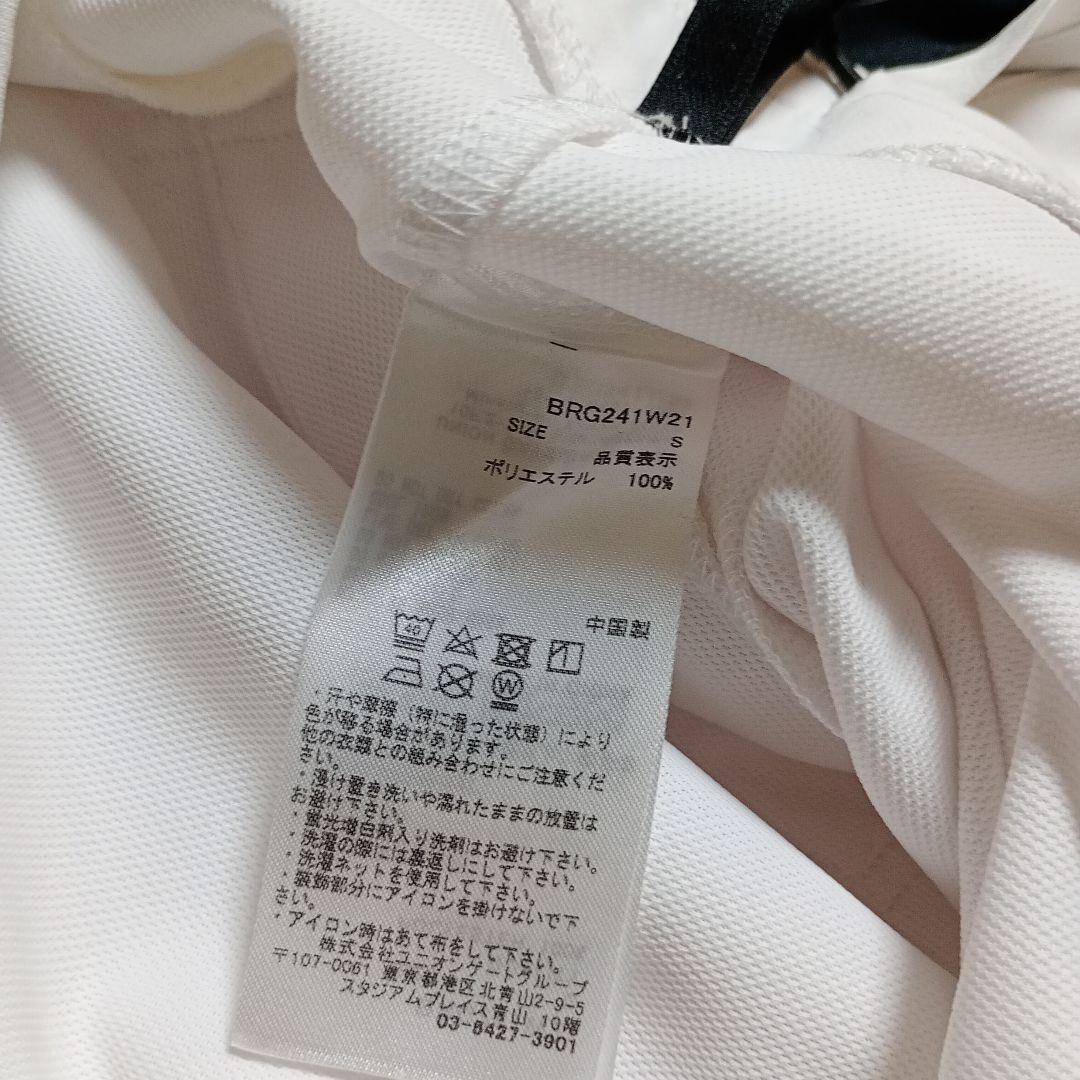 BRG241W21
SIZE S
品質表示
ポリエステル 100%
中国製
40
W
・汗や摩擦(特に湿った状態)により
色が移る場合があります。
他の衣類との組み合わせにご注意くだ
さい。
・漬け置き洗いや濡れたままの放置は
お避け下さい。
・蛍光増白剤入り洗剤はお避け下さい。
・洗濯の際には裏返しにして下さい。
・洗濯ネットを使用して下さい。
・装飾部分にアイロンを掛けないで下
さい。
・アイロン時はあて布をして下さい。
株式会社ユニオンゲートグループ
〒107-0061 東京都港区北青山2-9-5
スタジアムプレイス青山 10階
03-6427-3901